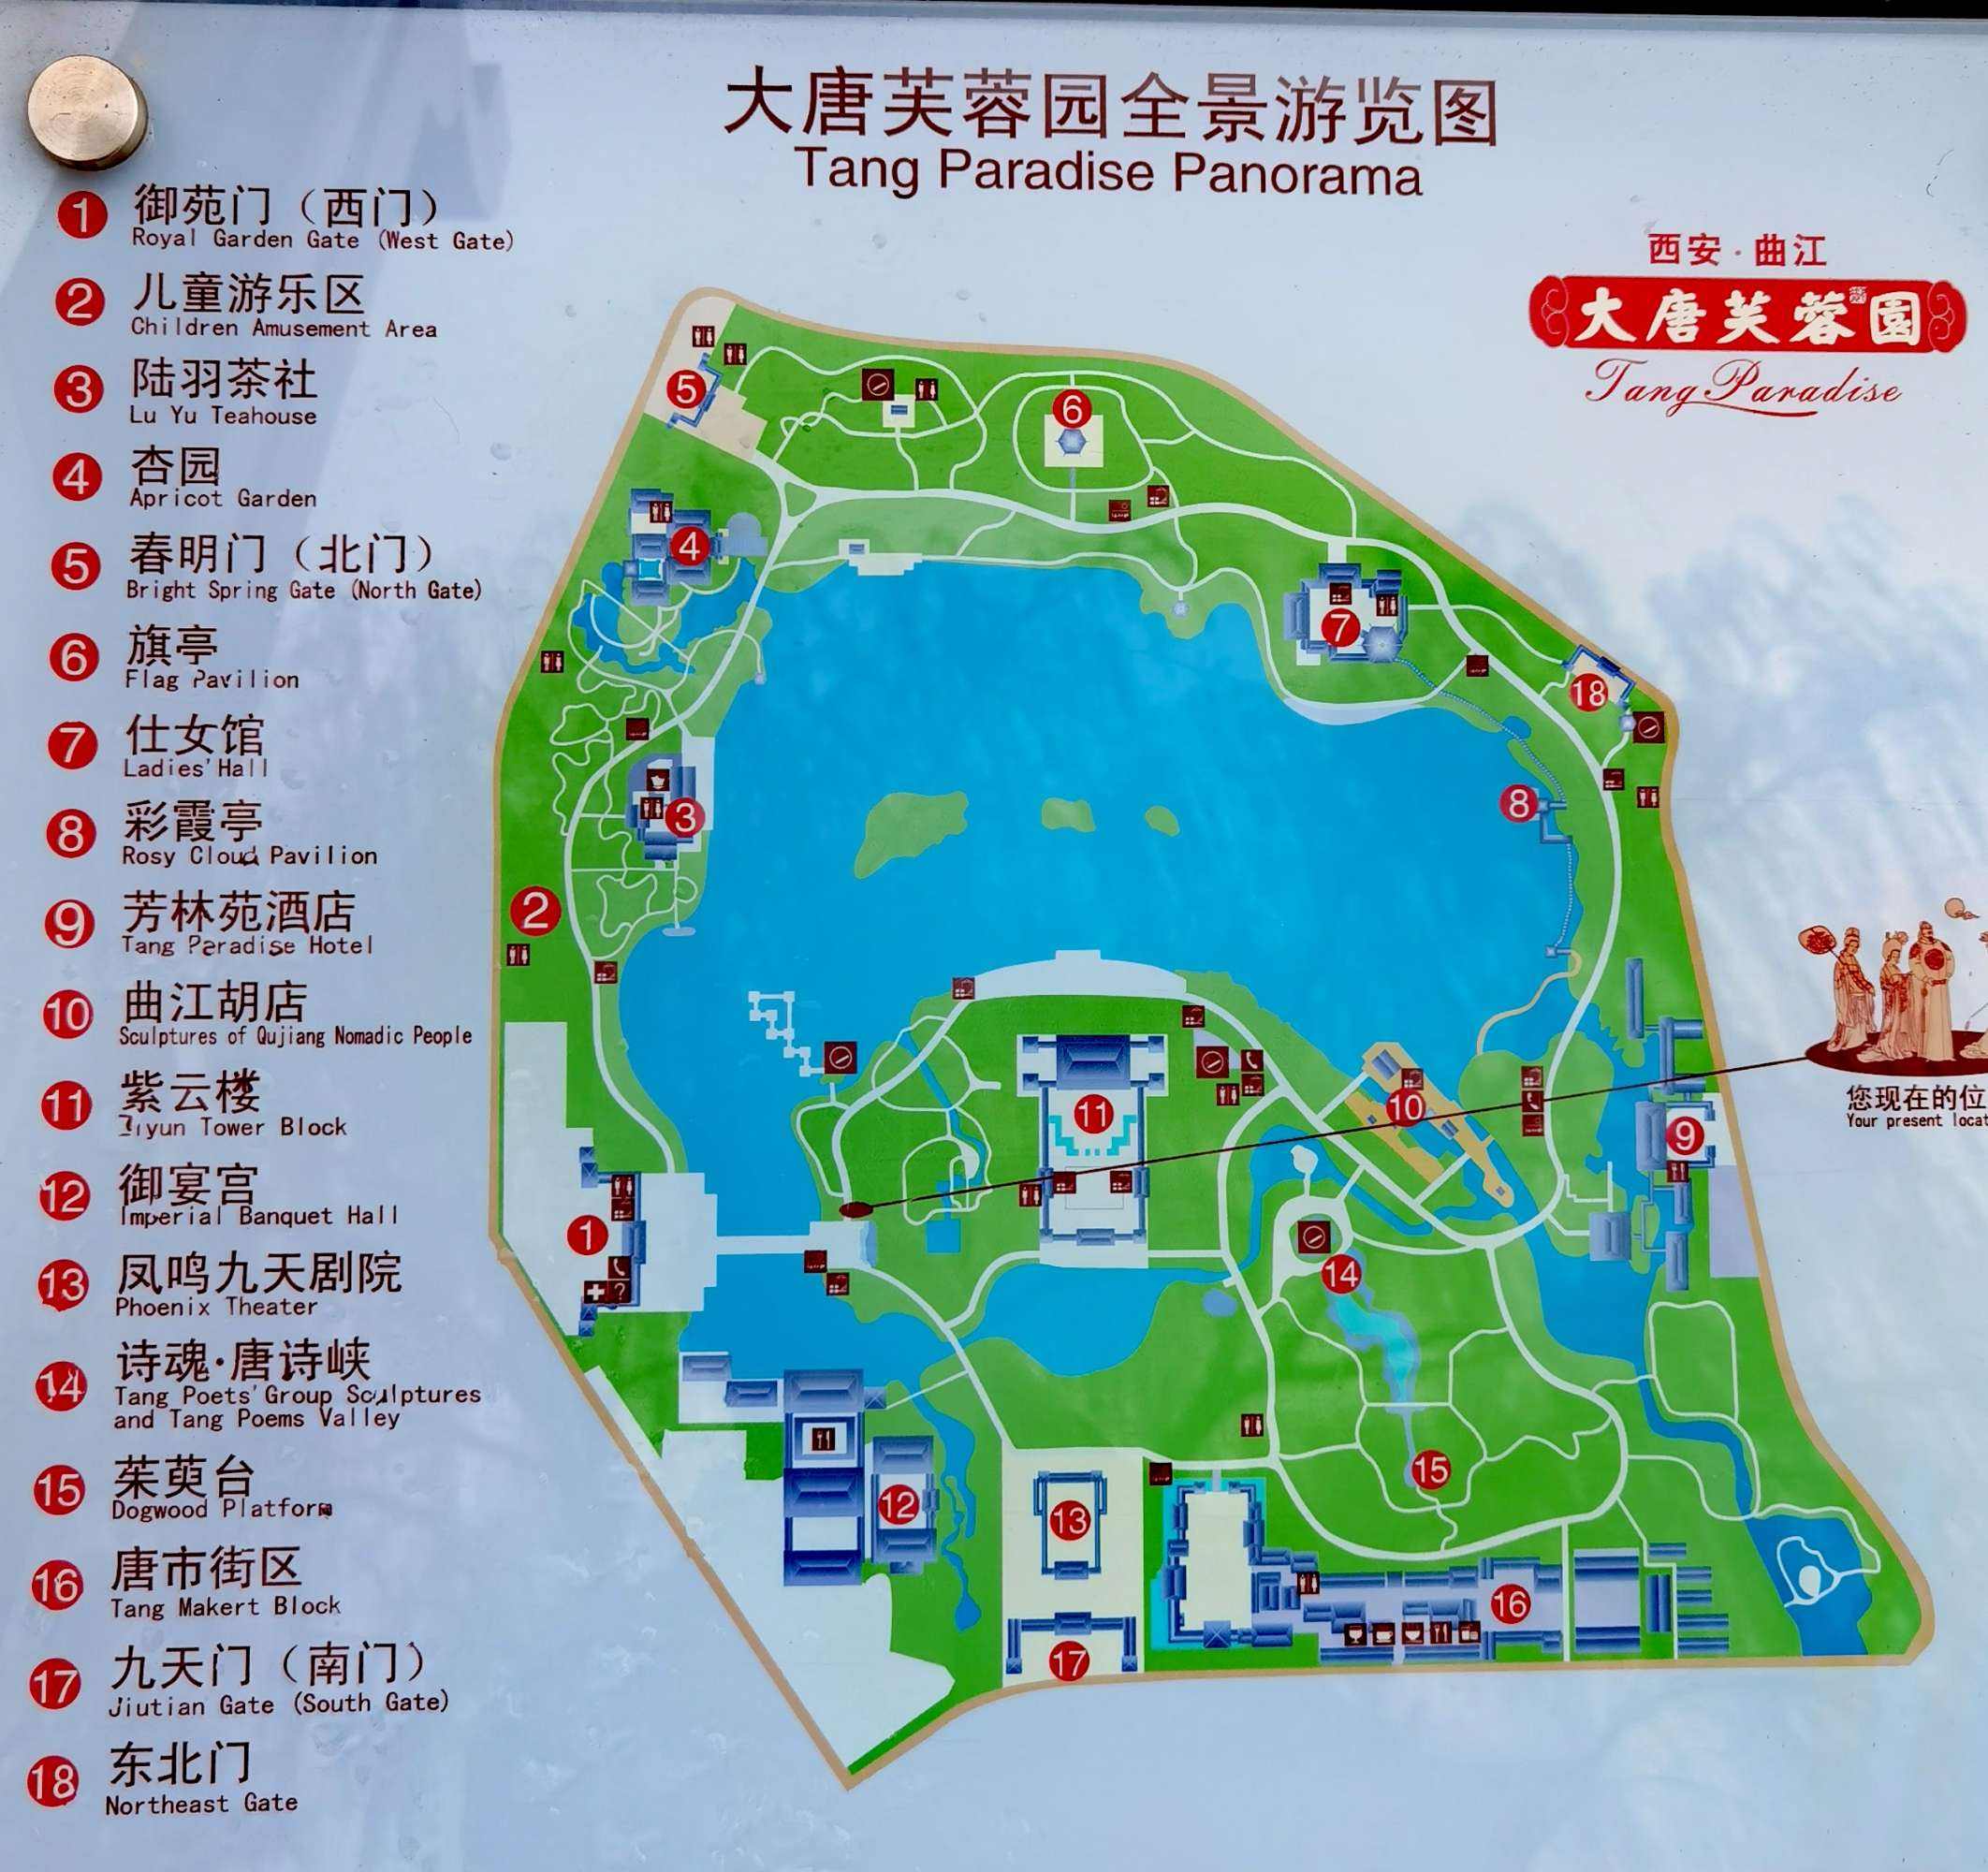 大唐芙蓉园全景游览图
Tang Paradise Panorama
西安·曲江
大唐芙蓉園
Tang Paradise
1 御苑门（西门）
Royal Garden Gate (West Gate)
2 儿童游乐区
Children Amusement Area
3 陆羽茶社
Lu Yu Teahouse
4 杏园
Apricot Garden
5 春明门（北门）
Bright Spring Gate (North Gate)
6 旗亭
Flag Pavilion
7 仕女馆
Ladies' Hall
8 彩霞亭
Rosy Cloud Pavilion
9 芳林苑酒店
Tang Paradise Hotel
10 曲江胡店
Sculptures of Qujiang Nomadic People
11 紫云楼
Ziyun Tower Block
12 御宴宫
Imperial Banquet Hall
13 凤鸣九天剧院
Phoenix Theater
14 诗魂·唐诗峡
Tang Poets' Group Sculptures
and Tang Poems Valley
15 茱萸台
Dogwood Platform
16 唐市街区
Tang Makert Block
17 九天门（南门）
Jiutian Gate (South Gate)
18 东北门
Northeast Gate
5
6
4
7
18
3
8
2
11
10
9
1
14
15
12
13
16
17
您现在的位
Your present locat